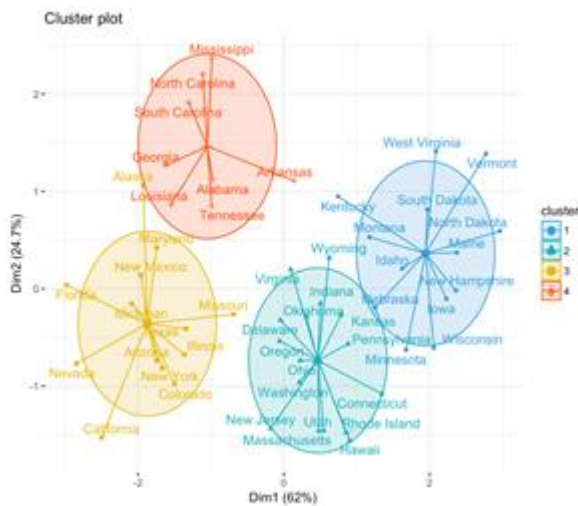 Cluster plot
Mississippi
North Carolina
South Carolina
Georgia
Arkansas
Alaska
Alabama
Louisiana
Tennessee
West Virginia
Vermont
South Dakota
Kentucky
North Dakota
Montana
Maine
Idaho
New Hampshire
Nebraska
Iowa
Wisconsin
Minnesota
Maryland
New Mexico
Florida
Missouri
Michigan
Texas
Illinois
Arizona
Nevada
New York
Colorado
California
Wyoming
Virginia
Indiana
Oklahoma
Delaware
Kansas
Oregon
Pennsylvania
Ohio
Washington
Connecticut
New Jersey
Utah
Rhode Island
Massachusetts
Hawaii
cluster
1
2
3
4
Dim2 (24.7%)
2
1
0
-1
-2
0
2
Dim1 (62%)